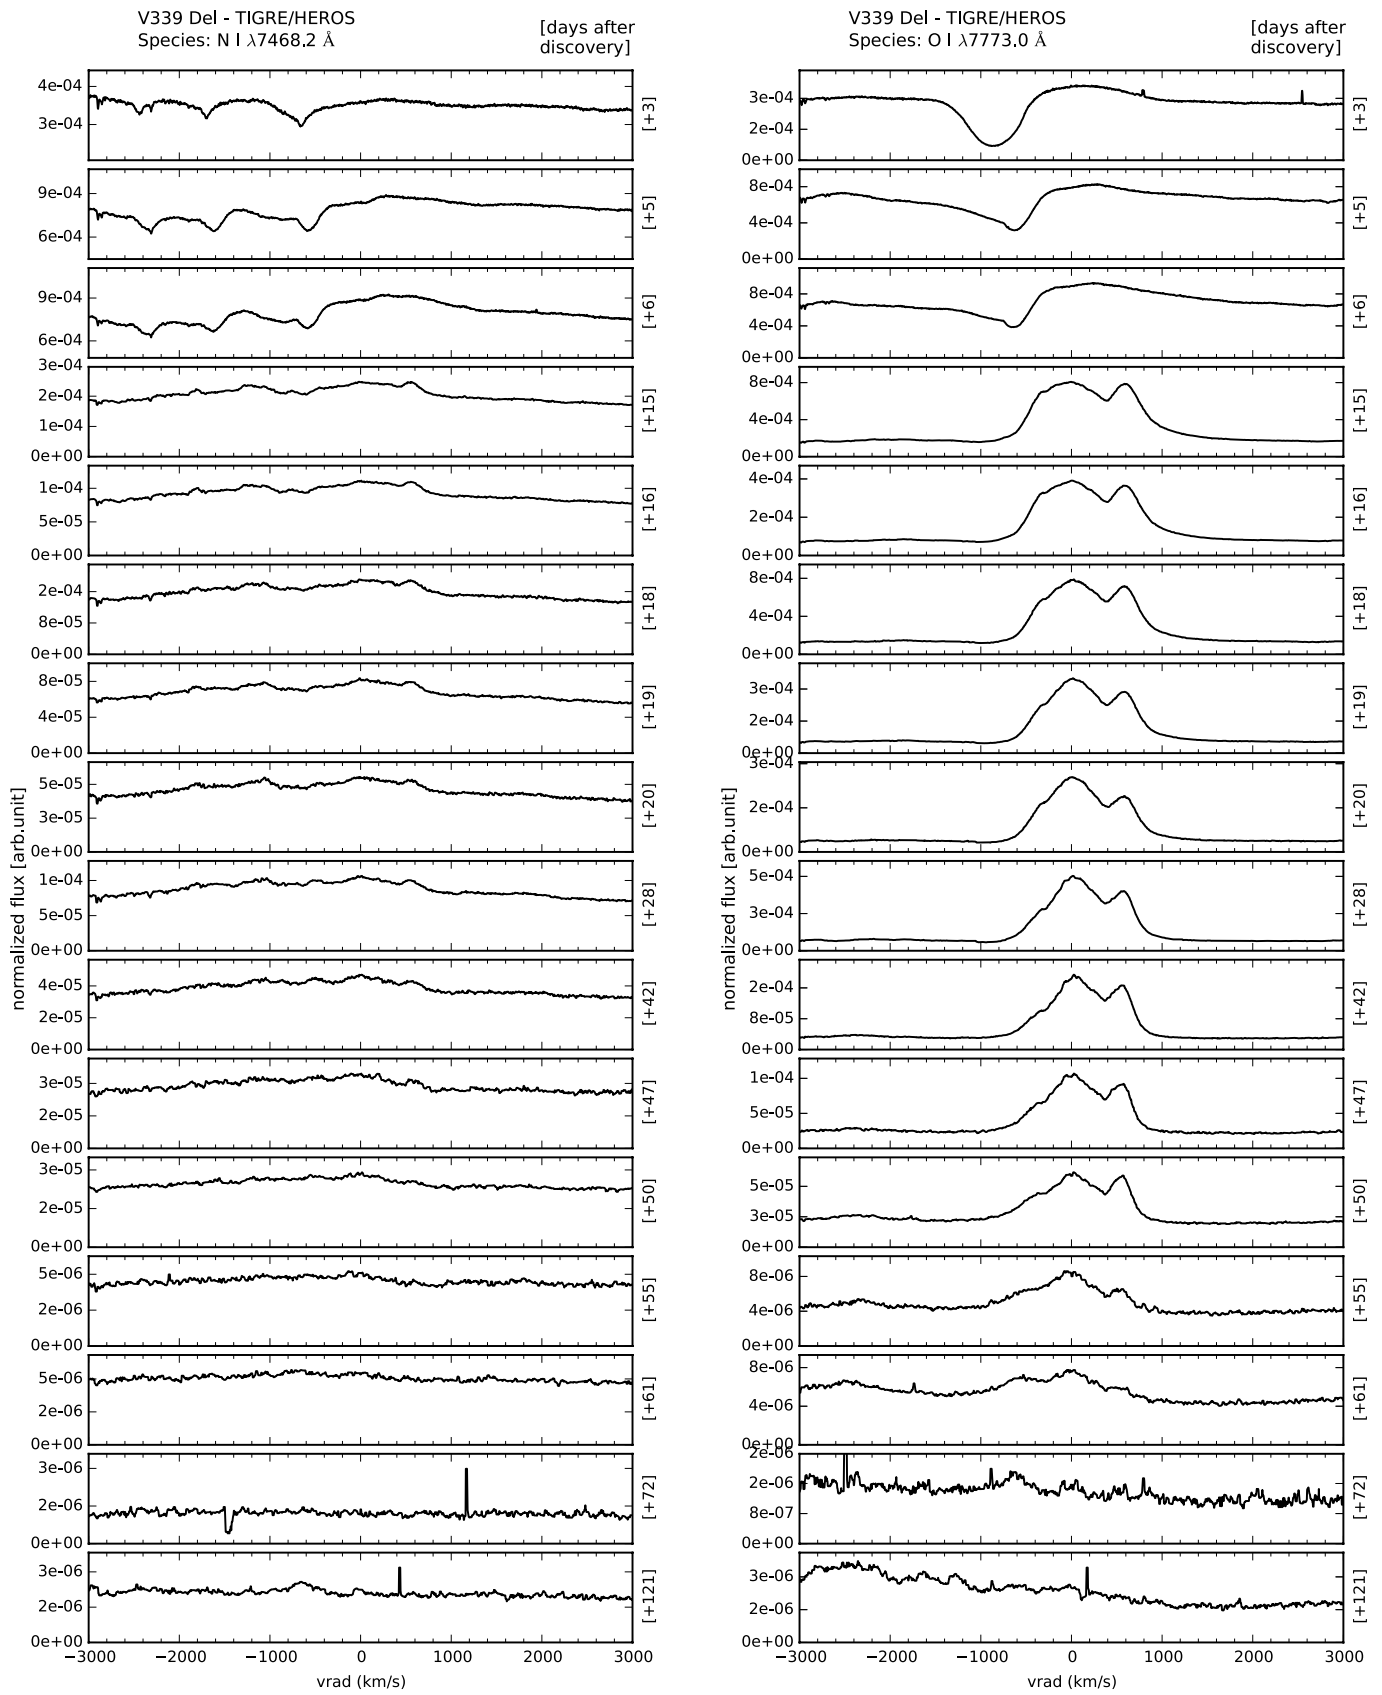 V339 Del - TIGRE/HEROS
Species: N I λ7468.2 Å
[days after
discovery]
4e-04
3e-04
[+3]
9e-04
6e-04
[+5]
9e-04
6e-04
[+6]
3e-04
2e-04
1e-04
0e+00
[+15]
1e-04
5e-05
0e+00
[+16]
2e-04
8e-05
0e+00
[+18]
8e-05
4e-05
0e+00
[+19]
5e-05
3e-05
0e+00
[+20]
1e-04
5e-05
0e+00
[+28]
4e-05
2e-05
0e+00
[+42]
3e-05
2e-05
0e+00
[+47]
3e-05
2e-05
0e+00
[+50]
5e-06
2e-06
0e+00
[+55]
5e-06
2e-06
0e+00
[+61]
3e-06
2e-06
0e+00
[+72]
3e-06
2e-06
0e+00
[+121]
−3000 −2000 −1000 0 1000 2000 3000
vrad (km/s)
normalized flux [arb.unit]
V339 Del - TIGRE/HEROS
Species: O I λ7773.0 Å
[days after
discovery]
3e-04
2e-04
0e+00
[+3]
8e-04
4e-04
0e+00
[+5]
8e-04
4e-04
0e+00
[+6]
8e-04
4e-04
0e+00
[+15]
4e-04
2e-04
0e+00
[+16]
8e-04
4e-04
0e+00
[+18]
3e-04
2e-04
0e+00
[+19]
3e-04
2e-04
0e+00
[+20]
5e-04
3e-04
0e+00
[+28]
2e-04
8e-05
0e+00
[+42]
1e-04
5e-05
0e+00
[+47]
5e-05
3e-05
0e+00
[+50]
8e-06
4e-06
0e+00
[+55]
8e-06
4e-06
0e+00
[+61]
2e-06
2e-06
8e-07
0e+00
[+72]
3e-06
2e-06
0e+00
[+121]
−3000 −2000 −1000 0 1000 2000 3000
vrad (km/s)
normalized flux [arb.unit]